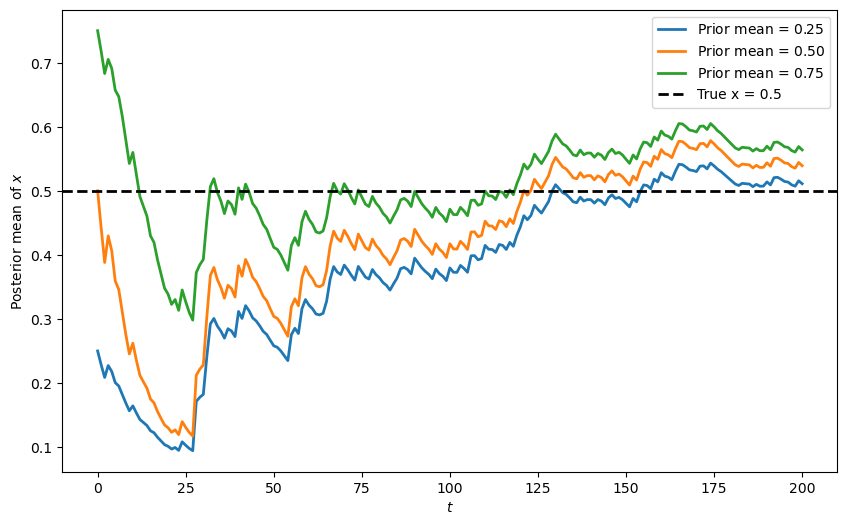 Prior mean = 0.25
Prior mean = 0.50
Prior mean = 0.75
True x = 0.5
Posterior mean of x
0.7
0.6
0.5
0.4
0.3
0.2
0.1
0 25 50 75 100 125 150 175 200
t